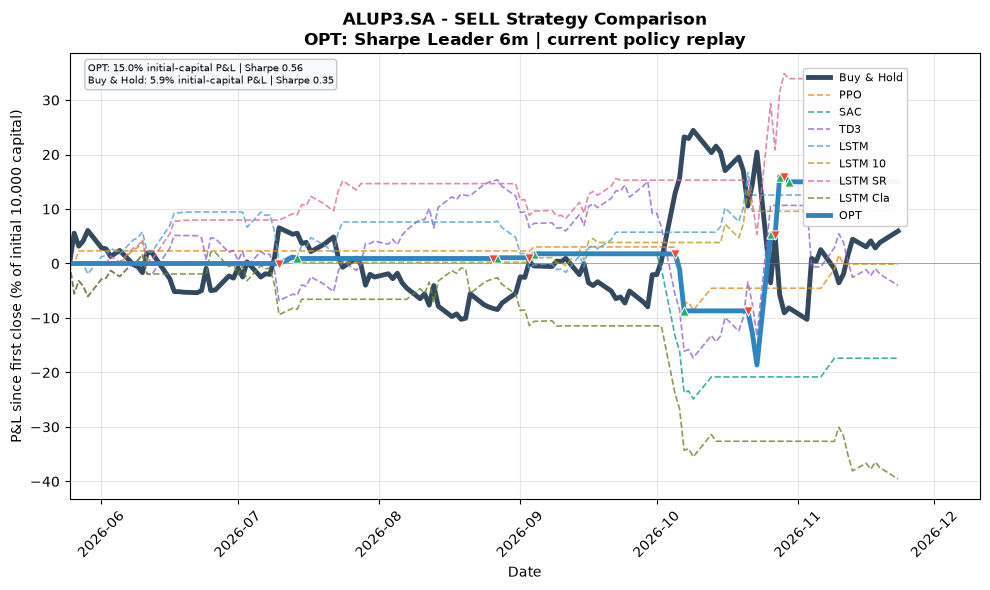 ALUP3.SA - SELL Strategy Comparison
OPT: Sharpe Leader 6m | current policy replay
OPT: 15.0% initial-capital P&L | Sharpe 0.56
Buy & Hold: 5.9% initial-capital P&L | Sharpe 0.35
Buy & Hold
PPO
SAC
TD3
LSTM
LSTM 10
LSTM SR
LSTM Cla
OPT
P&L since first close (% of initial 10,000 capital)
30
20
10
0
−10
−20
−30
−40
2026-06
2026-07
2026-08
2026-09
2026-10
2026-11
2026-12
Date